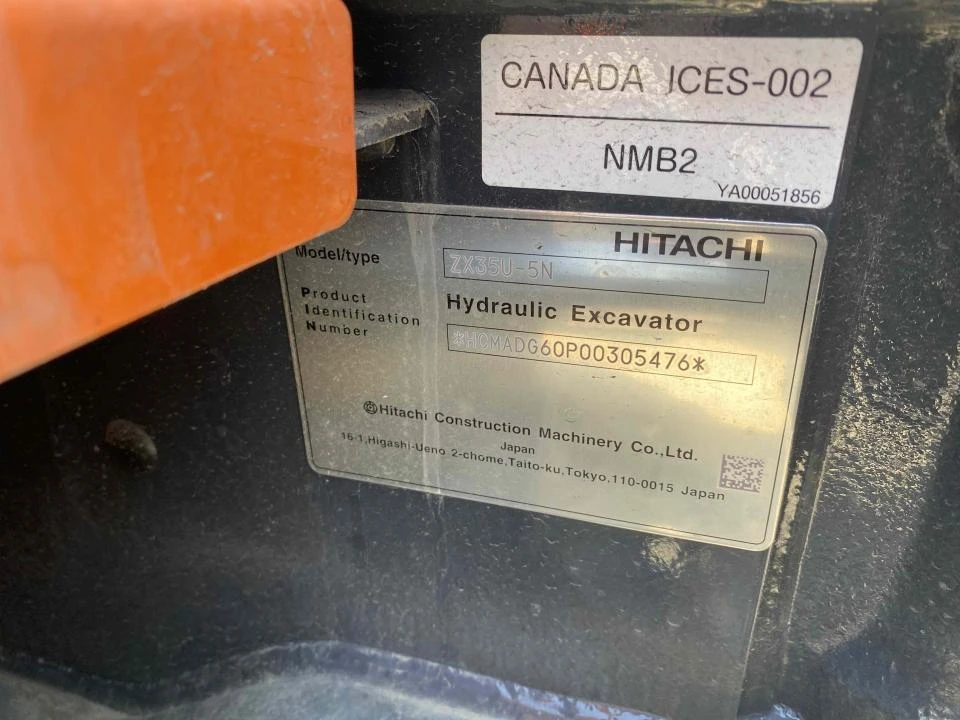 CANADA ICES-002
NMB2
YA00051856
HITACHI
Model/type ZX35U-5N
Hydraulic Excavator
Product
Identification
Number
*HCMADG60P00305476*
Hitachi Construction Machinery Co.,Ltd.
Japan
16-1,Higashi-Ueno 2-chome,Taito-ku,Tokyo,110-0015 Japan